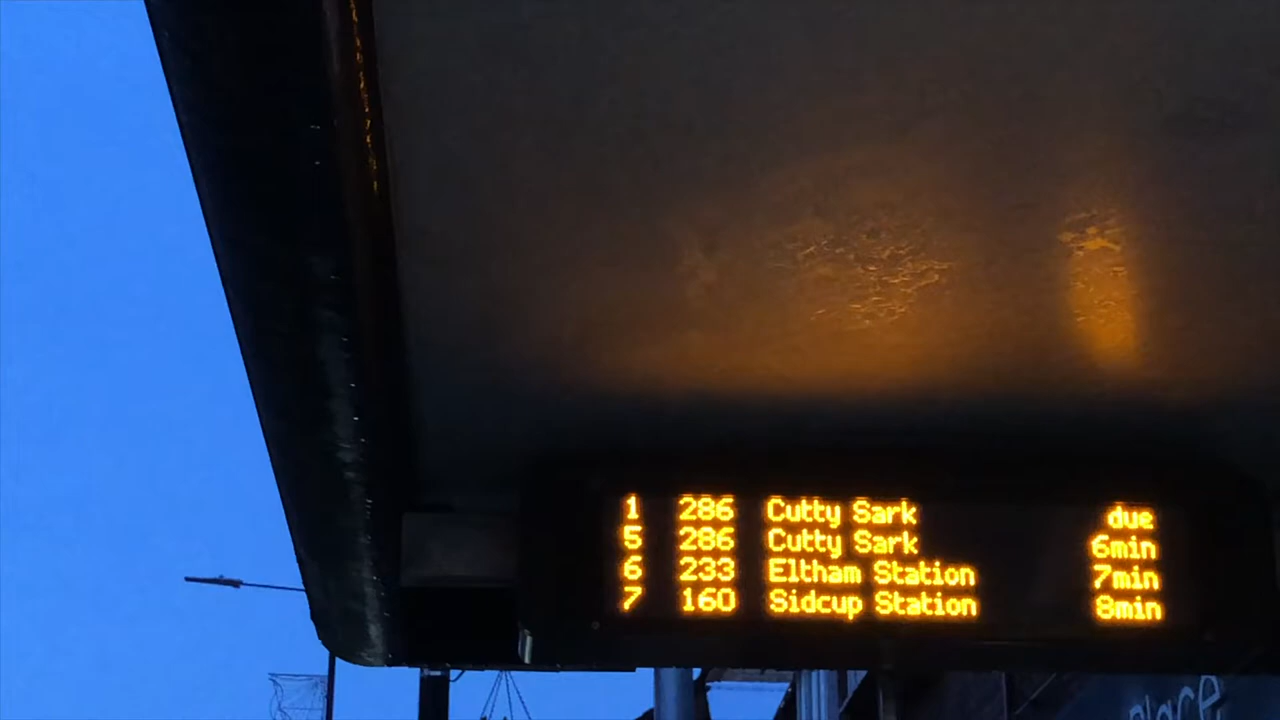 1 286 Cutty Sark due
5 286 Cutty Sark 6min
6 233 Eltham Station 7min
7 160 Sidcup Station 8min
place